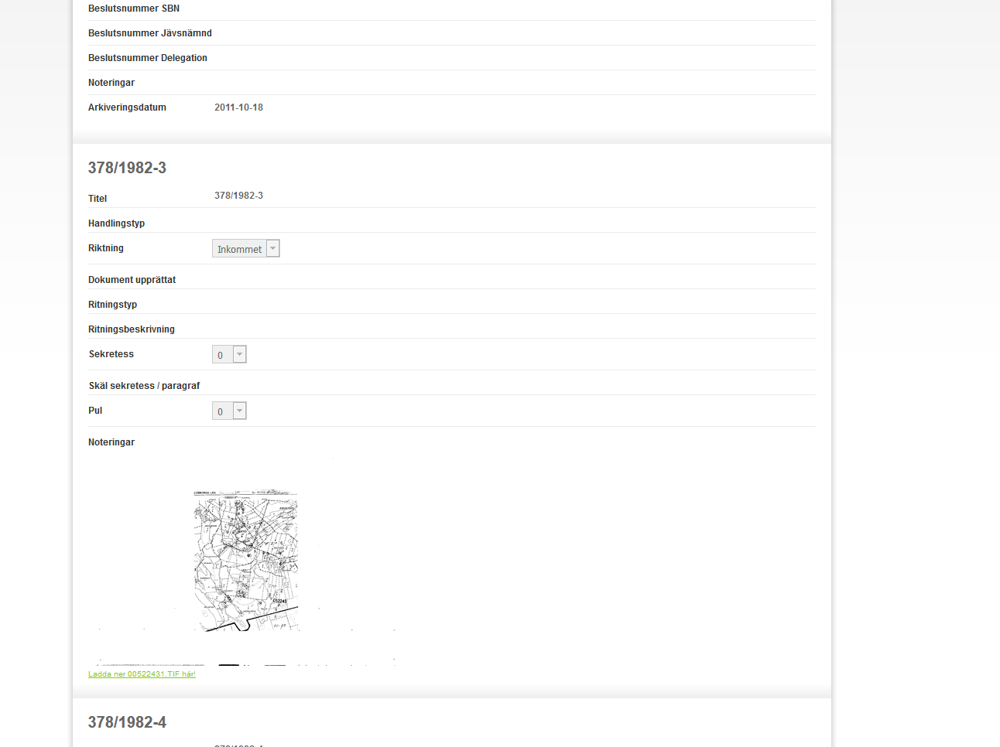 Beslutsnummer SBN
Beslutsnummer Jävsnämnd
Beslutsnummer Delegation
Noteringar
Arkiveringsdatum 2011-10-18
378/1982-3
Titel 378/1982-3
Handlingstyp
Riktning Inkommet
Dokument upprättat
Ritningstyp
Ritningsbeskrivning
Sekretess 0
Skäl sekretess / paragraf
Pul 0
Noteringar
052243
Ladda ner 00522431.TIF här!
378/1982-4